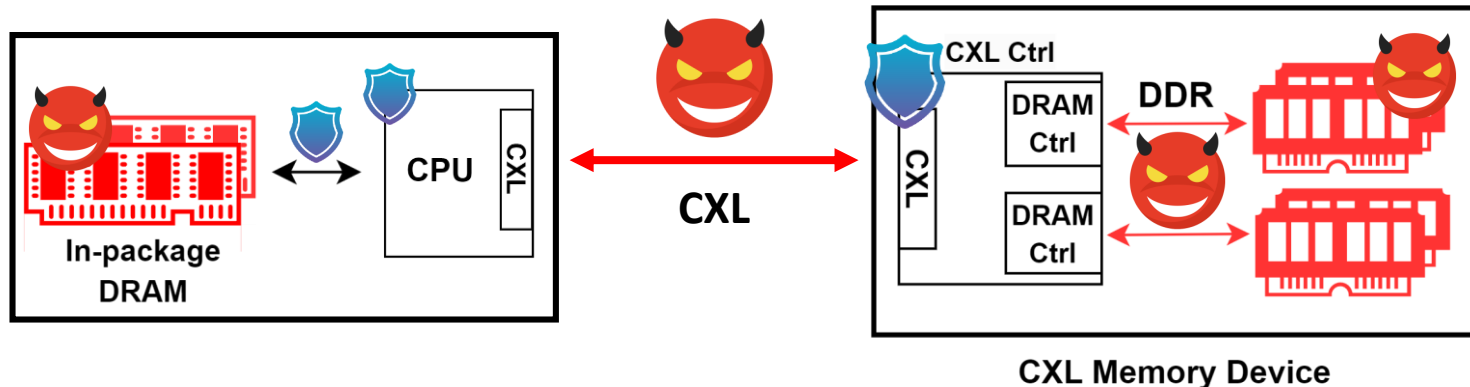 In-package
DRAM
CPU
CXL
CXL
CXL Ctrl
CXL
DRAM
Ctrl
DRAM
Ctrl
DDR
CXL Memory Device